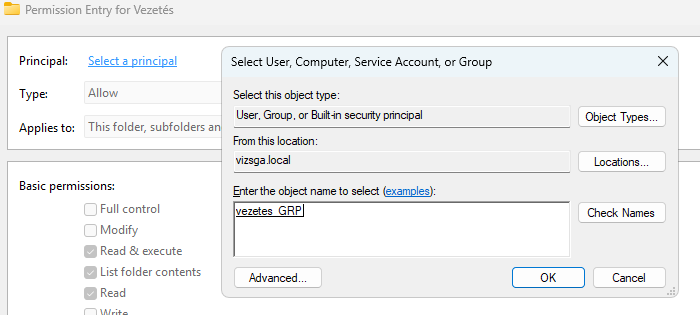 Permission Entry for Vezetés
Principal: Select a principal
Type: Allow
Applies to: This folder, subfolders an
Basic permissions:
Full control
Modify
Read & execute
List folder contents
Read
Write
Select User, Computer, Service Account, or Group
Select this object type:
User, Group, or Built-in security principal Object Types...
From this location:
vizsga.local Locations...
Enter the object name to select (examples):
vezetes_GRP Check Names
Advanced... OK Cancel